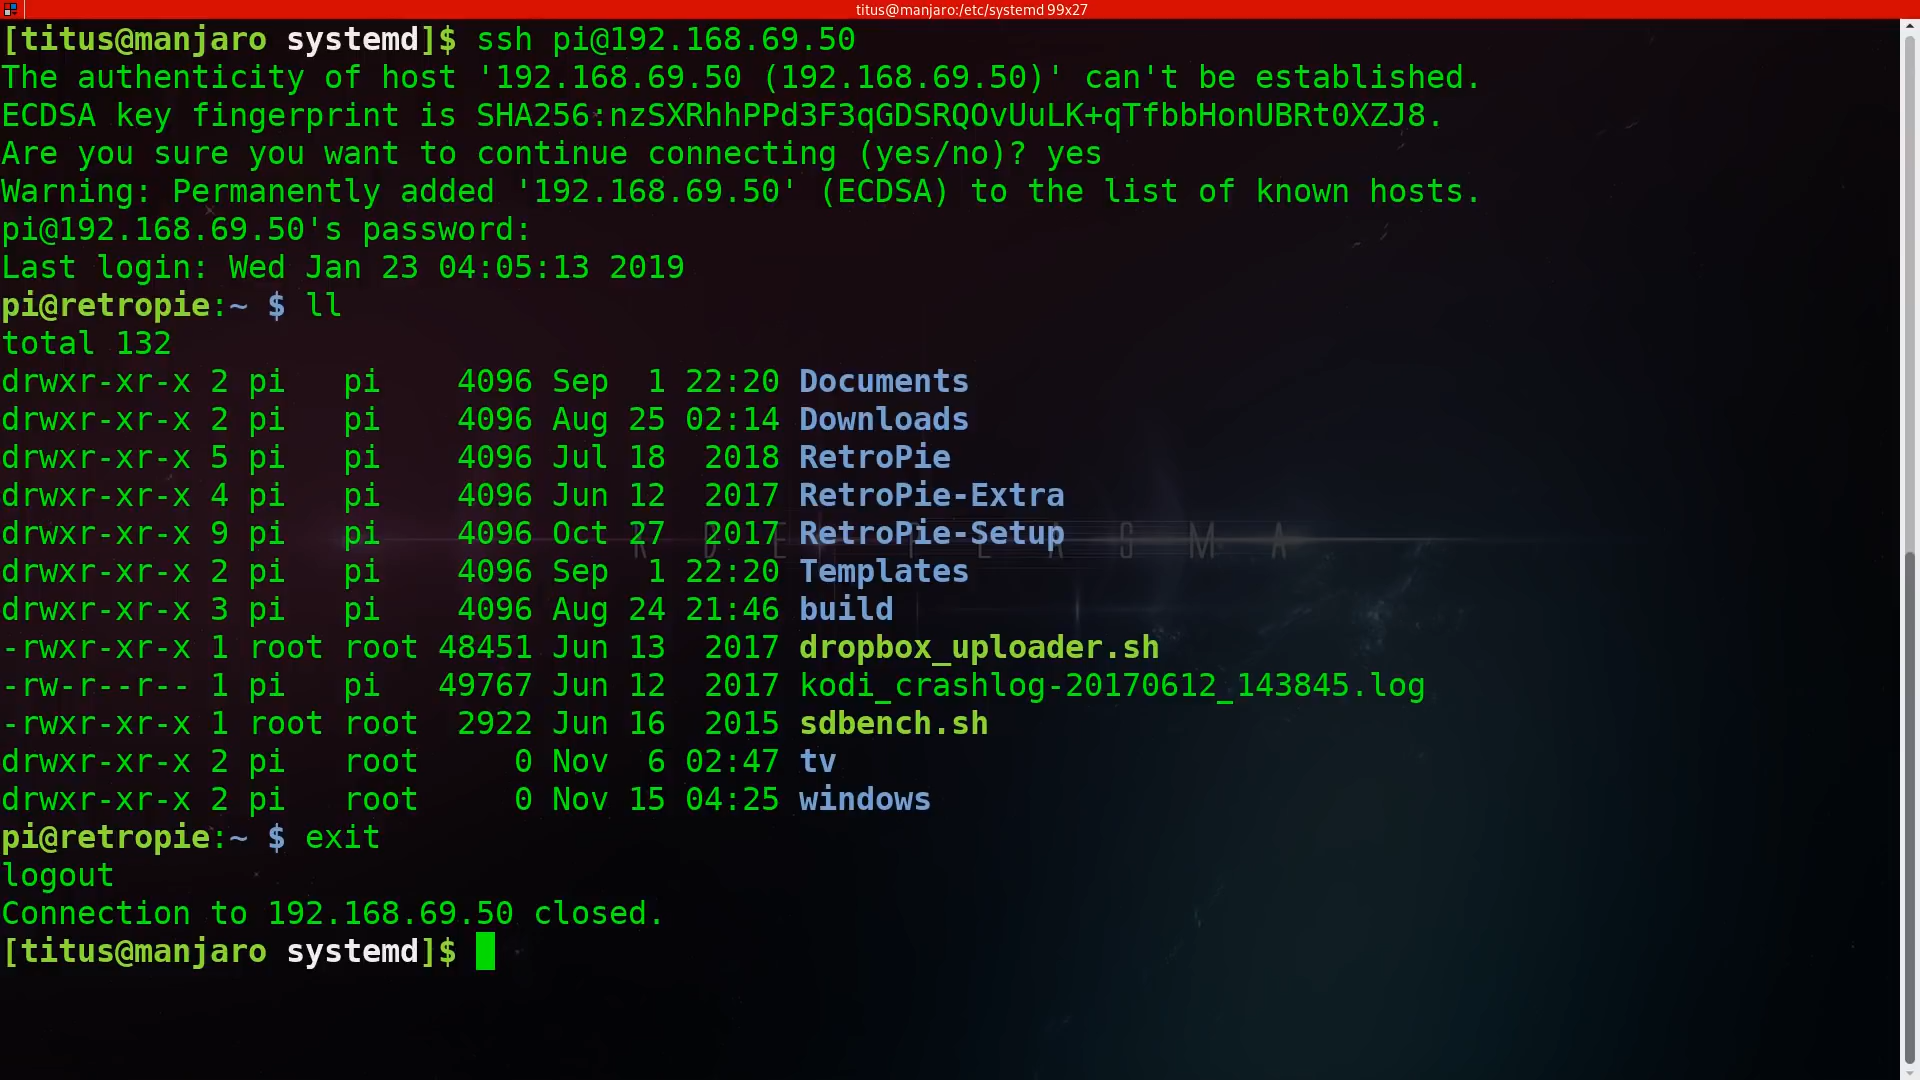 titus@manjaro:/etc/systemd 99x27
[titus@manjaro systemd]$ ssh pi@192.168.69.50
The authenticity of host '192.168.69.50 (192.168.69.50)' can't be established.
ECDSA key fingerprint is SHA256:nzSXRhhPPd3F3qGDSRQOvUuLK+qTfbbHonUBRt0XZJ8.
Are you sure you want to continue connecting (yes/no)? yes
Warning: Permanently added '192.168.69.50' (ECDSA) to the list of known hosts.
pi@192.168.69.50's password:
Last login: Wed Jan 23 04:05:13 2019
pi@retropie:~ $ ll
total 132
drwxr-xr-x 2 pi   pi    4096 Sep  1 22:20 Documents
drwxr-xr-x 2 pi   pi    4096 Aug 25 02:14 Downloads
drwxr-xr-x 5 pi   pi    4096 Jul 18  2018 RetroPie
drwxr-xr-x 4 pi   pi    4096 Jun 12  2017 RetroPie-Extra
drwxr-xr-x 9 pi   pi    4096 Oct 27  2017 RetroPie-Setup
drwxr-xr-x 2 pi   pi    4096 Sep  1 22:20 Templates
drwxr-xr-x 3 pi   pi    4096 Aug 24 21:46 build
-rwxr-xr-x 1 root root 48451 Jun 13  2017 dropbox_uploader.sh
-rw-r--r-- 1 pi   pi   49767 Jun 12  2017 kodi_crashlog-20170612_143845.log
-rwxr-xr-x 1 root root  2922 Jun 16  2015 sdbench.sh
drwxr-xr-x 2 pi   root     0 Nov  6 02:47 tv
drwxr-xr-x 2 pi   root     0 Nov 15 04:25 windows
pi@retropie:~ $ exit
logout
Connection to 192.168.69.50 closed.
[titus@manjaro systemd]$